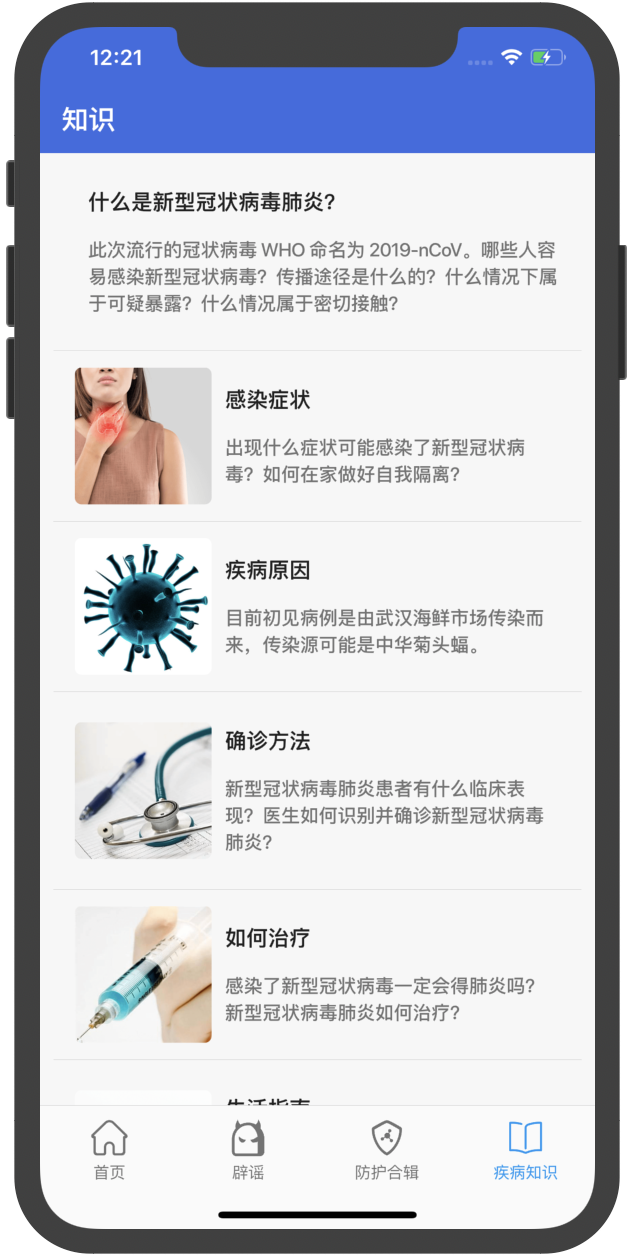 12:21
知识
什么是新型冠状病毒肺炎?
此次流行的冠状病毒 WHO 命名为 2019-nCoV。哪些人容
易感染新型冠状病毒？传播途径是什么的？什么情况下属
于可疑暴露？什么情况属于密切接触？
感染症状
出现什么症状可能感染了新型冠状病
毒？如何在家做好自我隔离？
疾病原因
目前初见病例是由武汉海鲜市场传染而
来，传染源可能是中华菊头蝠。
确诊方法
新型冠状病毒肺炎患者有什么临床表
现？医生如何识别并确诊新型冠状病毒
肺炎？
如何治疗
感染了新型冠状病毒一定会得肺炎吗？
新型冠状病毒肺炎如何治疗？
生活指南
首页
辟谣
防护合辑
疾病知识